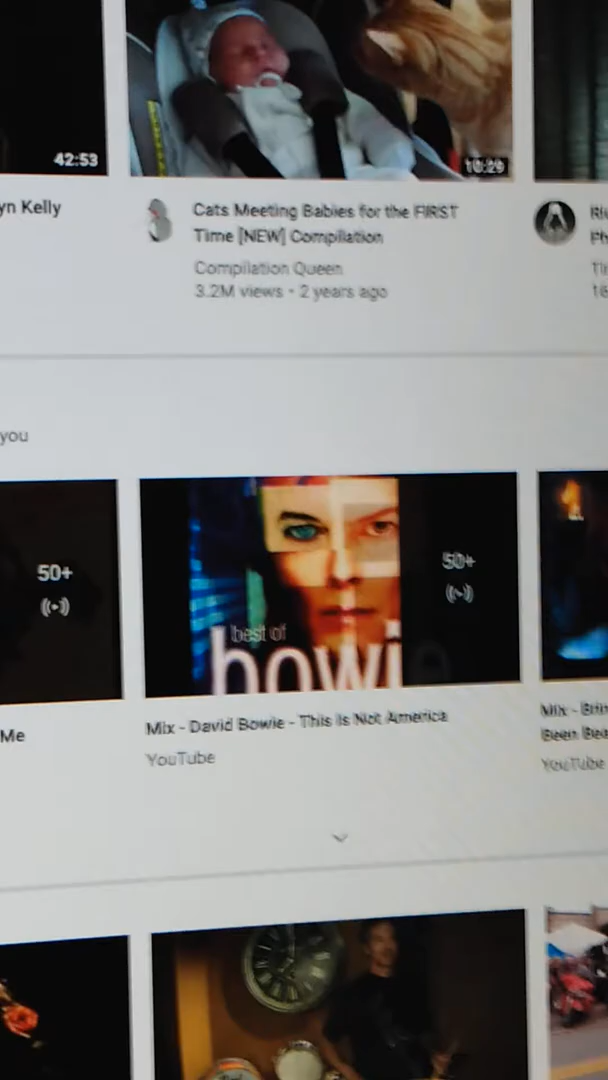 42:53
10:29
yn Kelly
Cats Meeting Babies for the FIRST
Time [NEW] Compilation
Compilation Queen
3.2M views • 2 years ago
you
50+
50+
best of
bowie
Me
Mix - David Bowie - This Is Not America
YouTube
Mix - Brin
Been Bea
YouTube